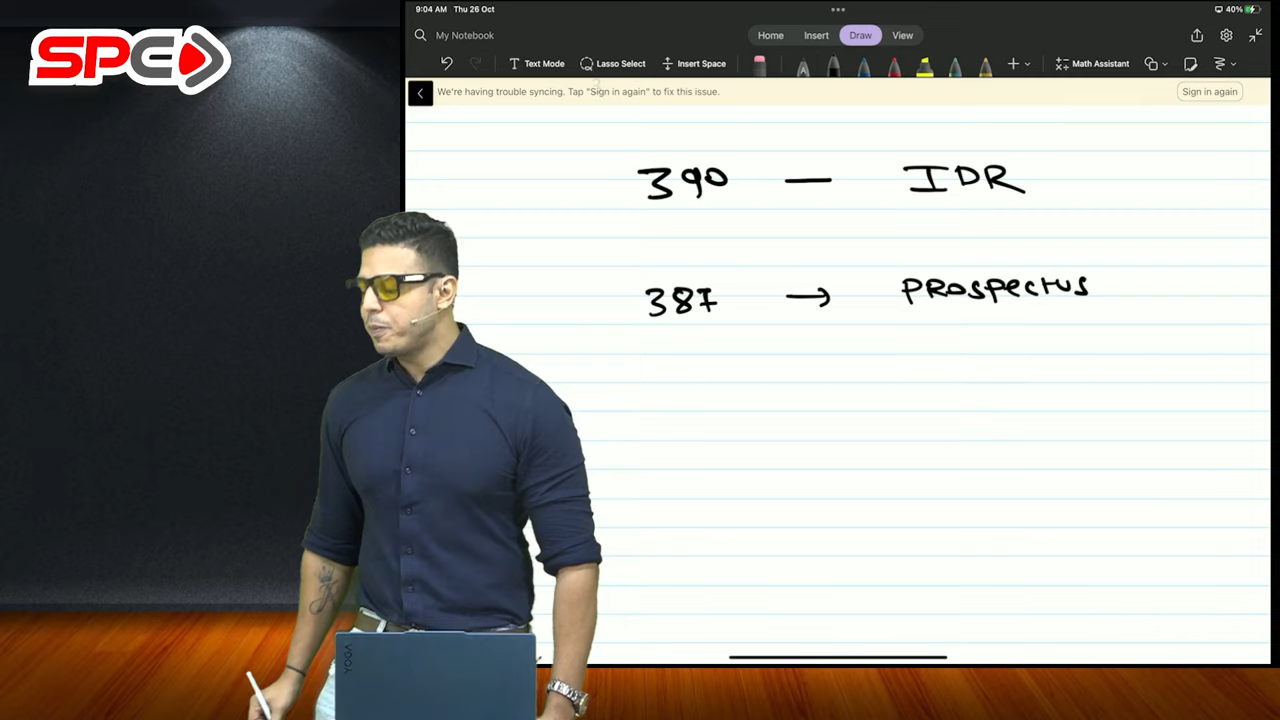 SPED
9:04 AM Thu 26 Oct
40%
My Notebook
Home Insert Draw View
Text Mode Lasso Select Insert Space Math Assistant
We're having trouble syncing. Tap "Sign in again" to fix this issue. Sign in again
390 — IDR
387 → Prospectus
YOGA